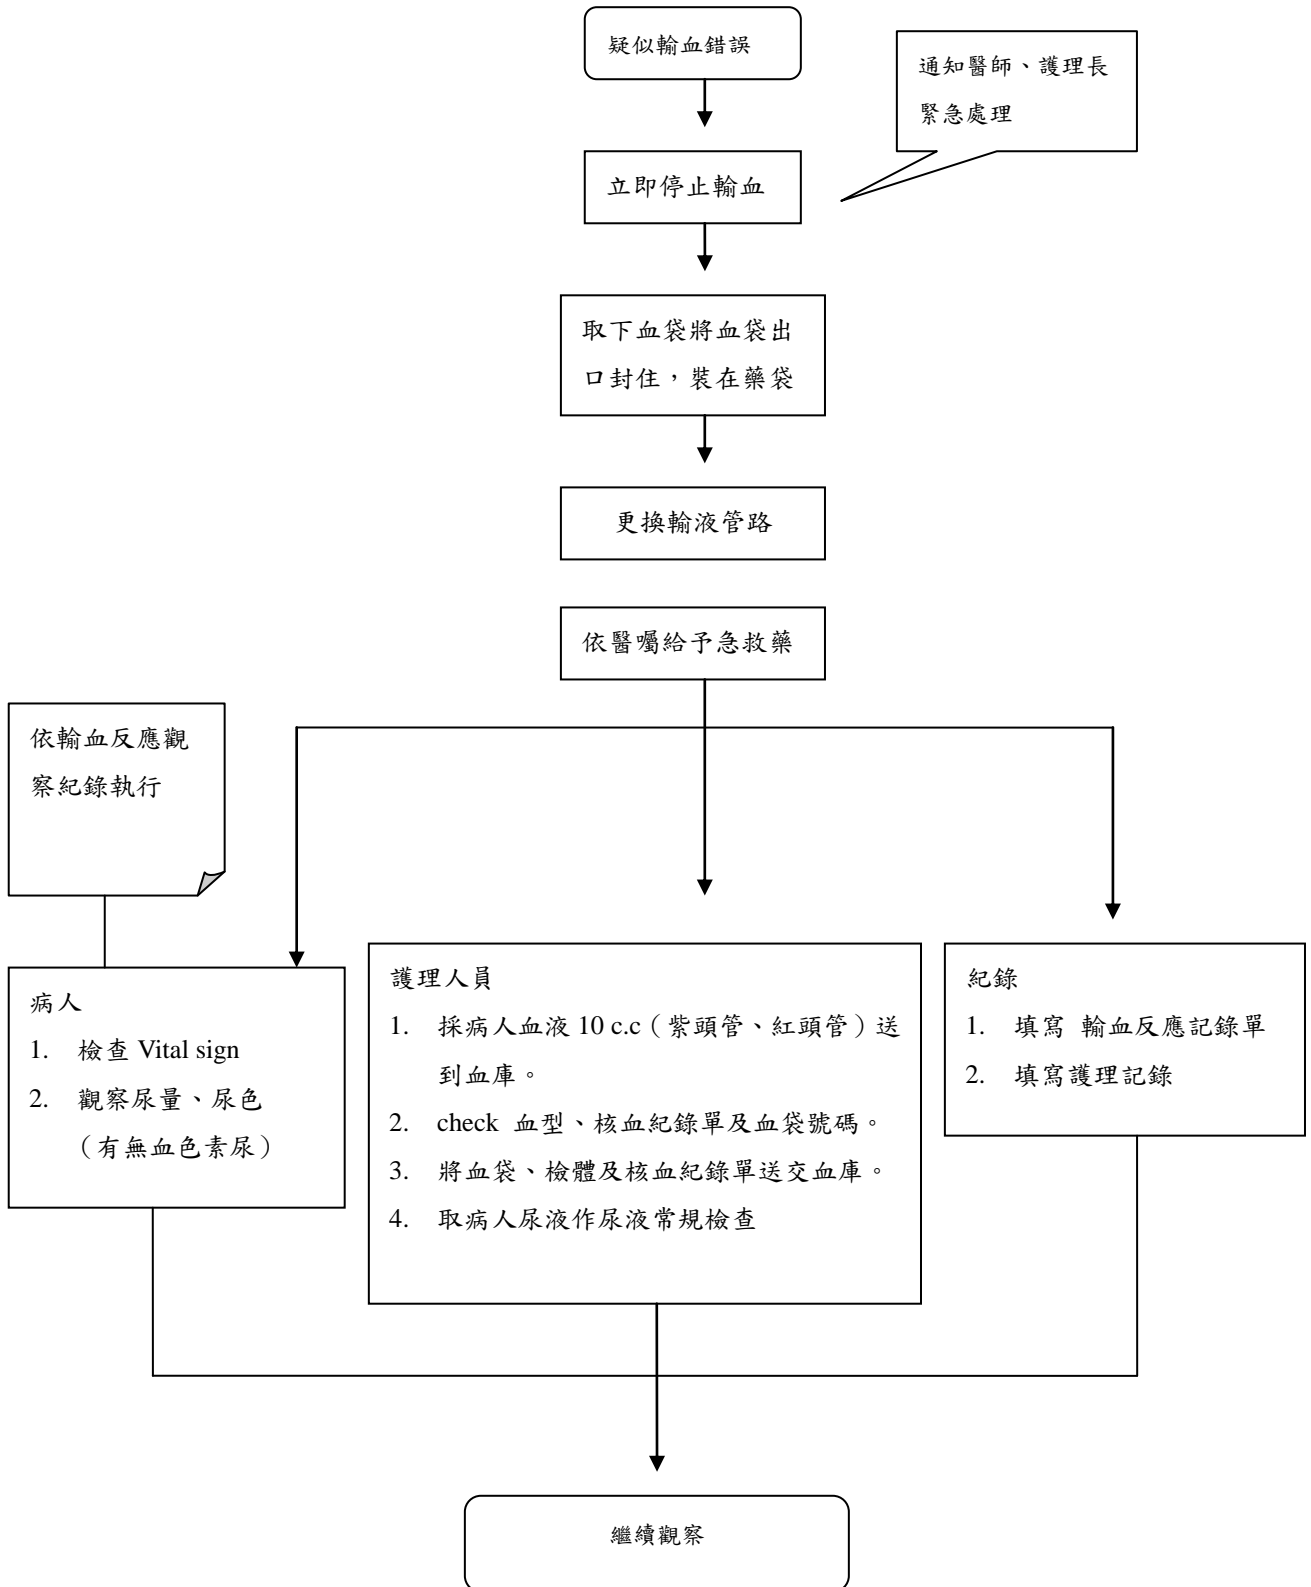 疑似輸血錯誤
通知醫師、護理長
緊急處理
立即停止輸血
取下血袋將血袋出
口封住，裝在藥袋
更換輸液管路
依醫囑給予急救藥
依輸血反應觀
察紀錄執行
病人
1. 檢查 Vital sign
2. 觀察尿量、尿色
（有無血色素尿）
護理人員
1. 採病人血液 10 c.c（紫頭管、紅頭管）送
到血庫。
2. check 血型、核血紀錄單及血袋號碼。
3. 將血袋、檢體及核血紀錄單送交血庫。
4. 取病人尿液作尿液常規檢查
紀錄
1. 填寫 輸血反應記錄單
2. 填寫護理記錄
繼續觀察